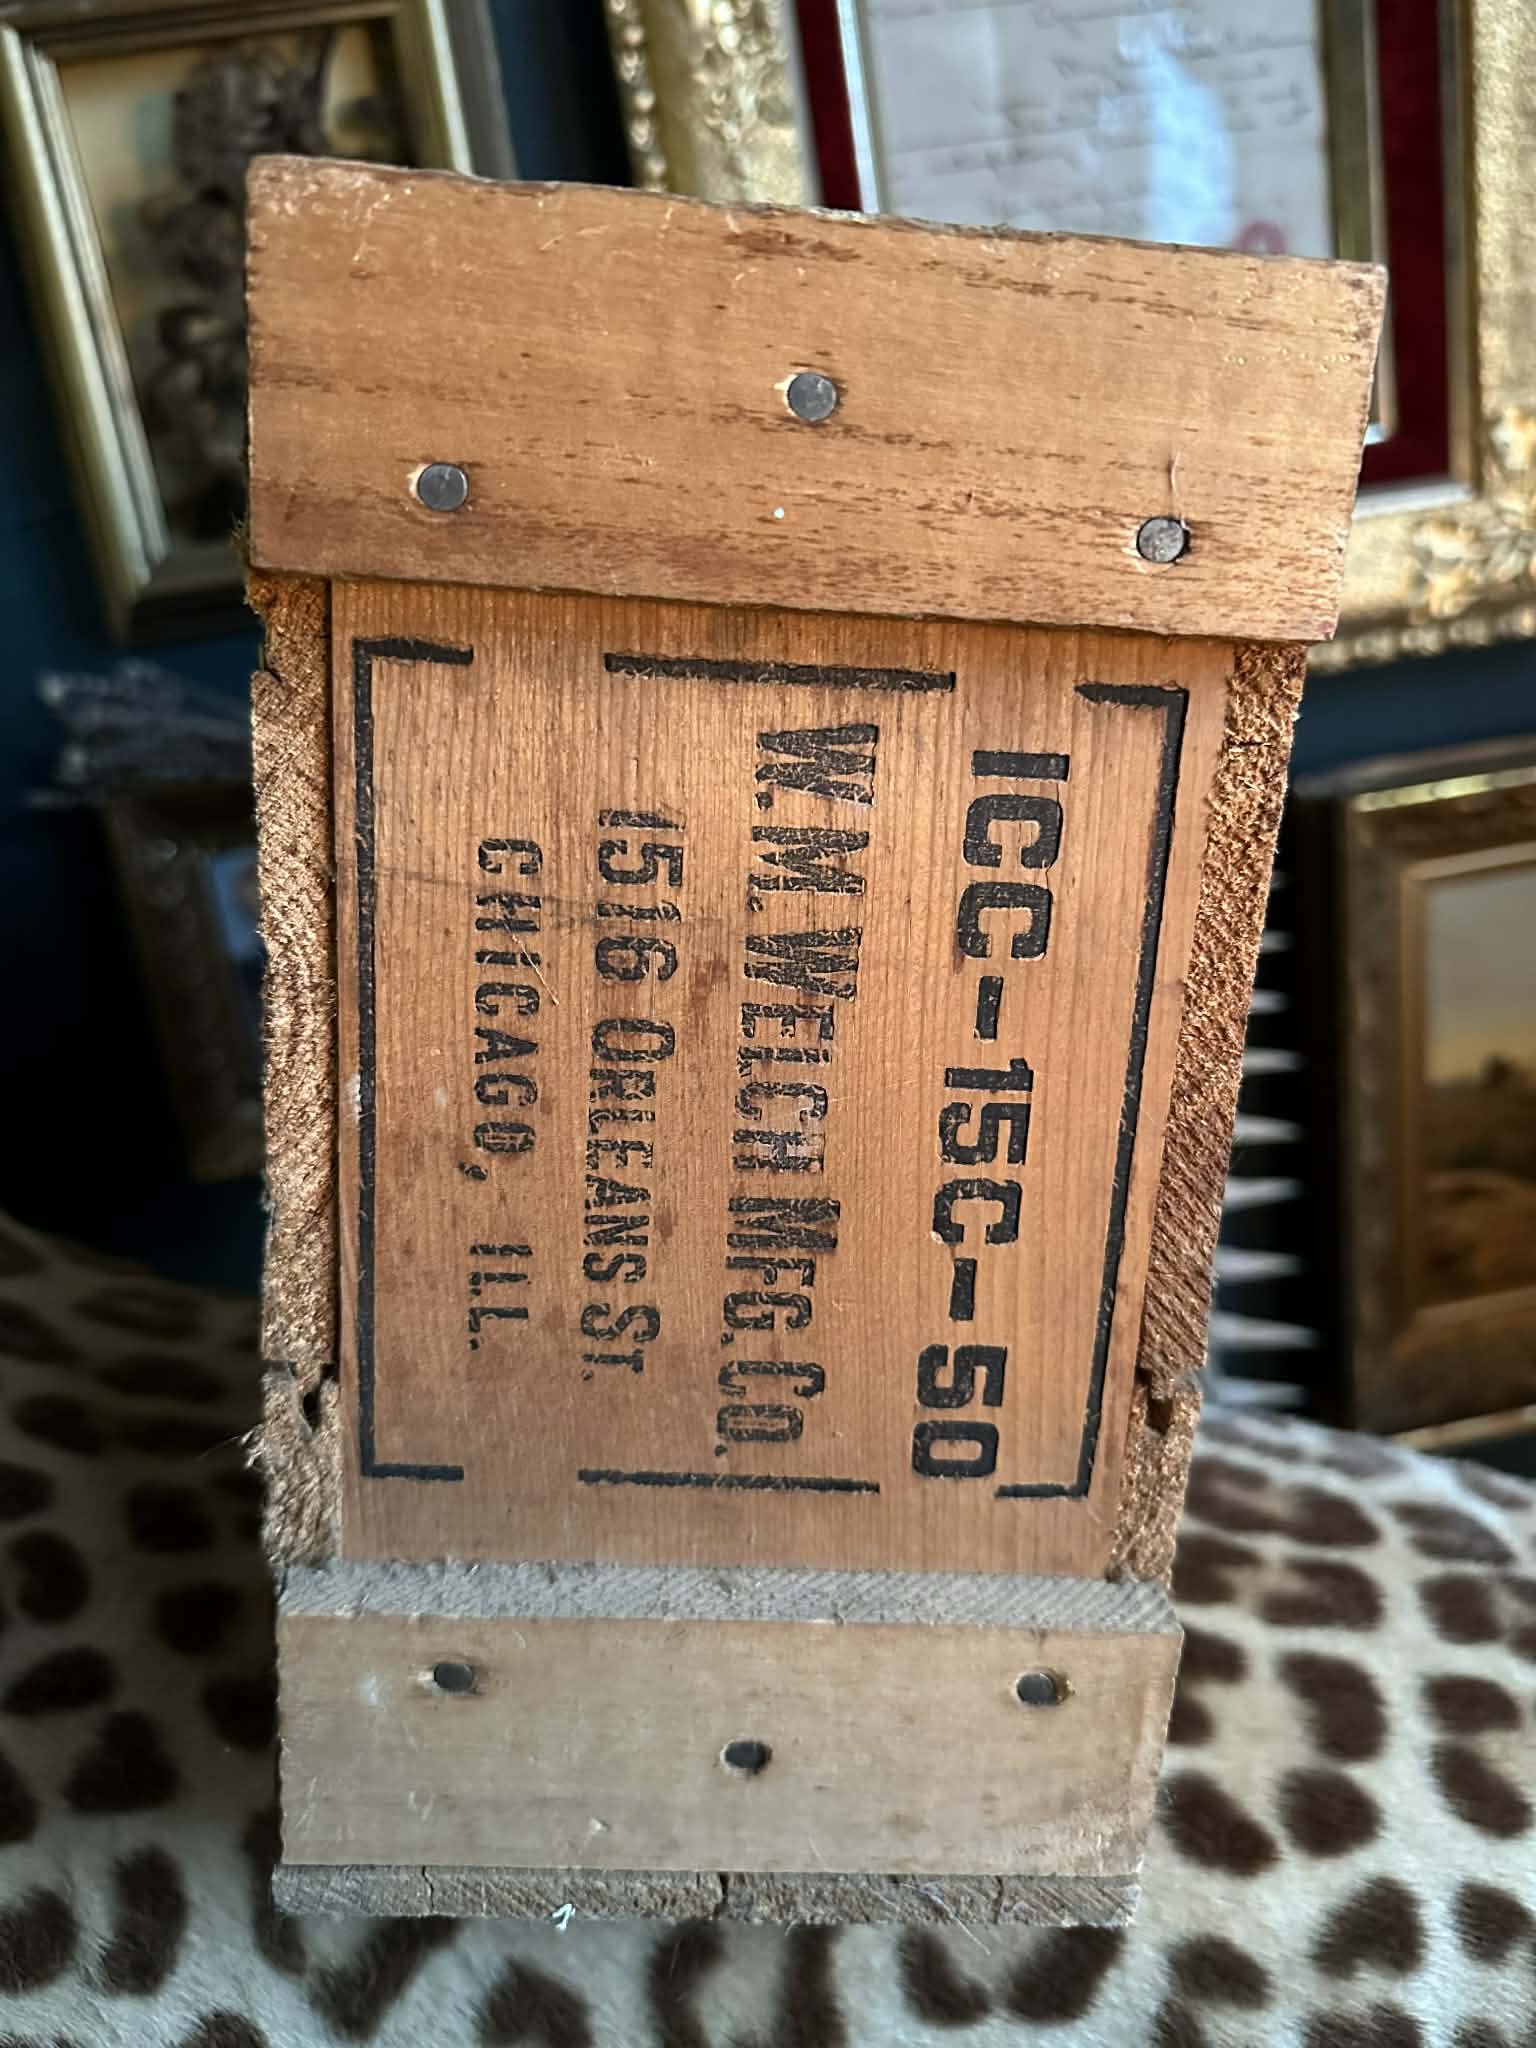 ICC-15C-50
W.M. WELCH MFG. CO.
1516 ORLEANS ST.
CHICAGO, ILL.